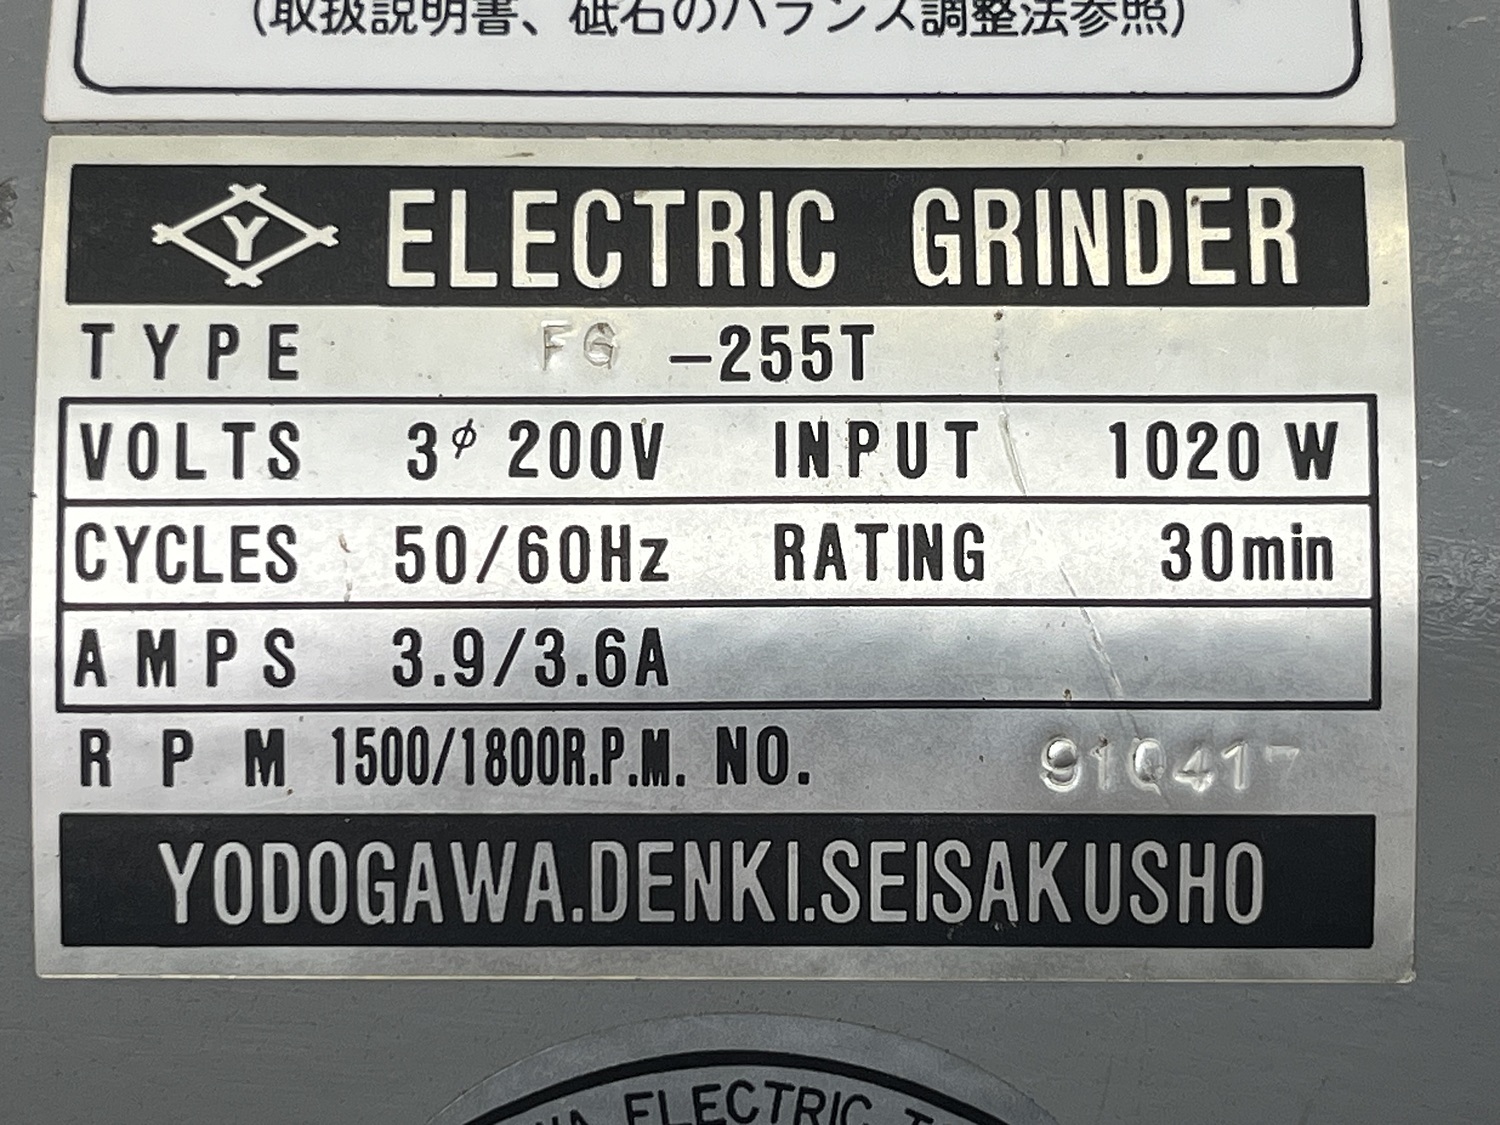 (取扱説明書、砥石のバランス調整法参照)
Y ELECTRIC GRINDER
TYPE FG -255T
VOLTS 3φ 200V INPUT 1020 W
CYCLES 50/60Hz RATING 30min
AMPS 3.9/3.6A
RPM 1500/1800R.P.M. NO. 910417
YODOGAWA.DENKI.SEISAKUSHO
ELECTRIC